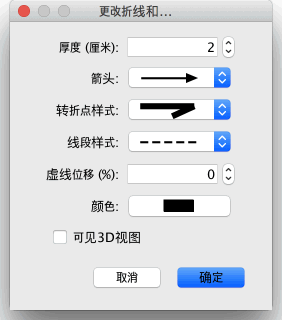 更改折线和...
厚度 (厘米): 2
箭头:
转折点样式:
线段样式:
虚线位移 (%): 0
颜色:
可见3D视图
取消 确定